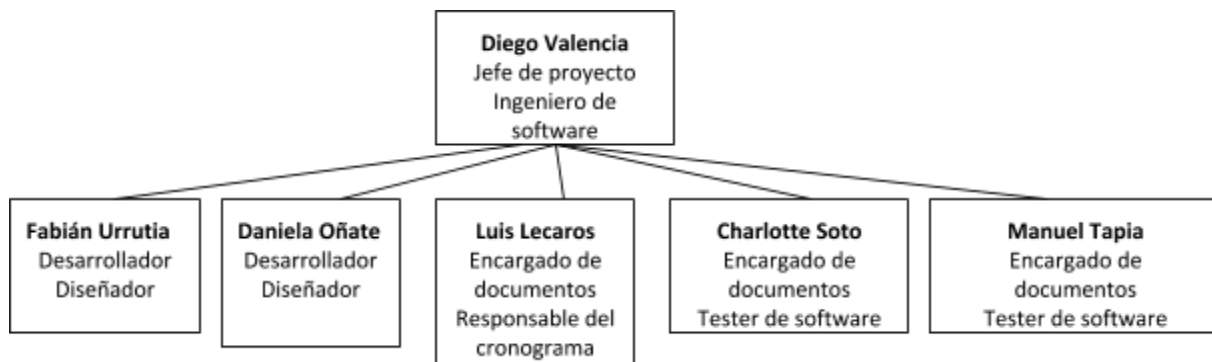 Diego Valencia
Jefe de proyecto
Ingeniero de
software
Fabián Urrutia
Desarrollador
Diseñador
Daniela Oñate
Desarrollador
Diseñador
Luis Lecaros
Encargado de
documentos
Responsable del
cronograma
Charlotte Soto
Encargado de
documentos
Tester de software
Manuel Tapia
Encargado de
documentos
Tester de software